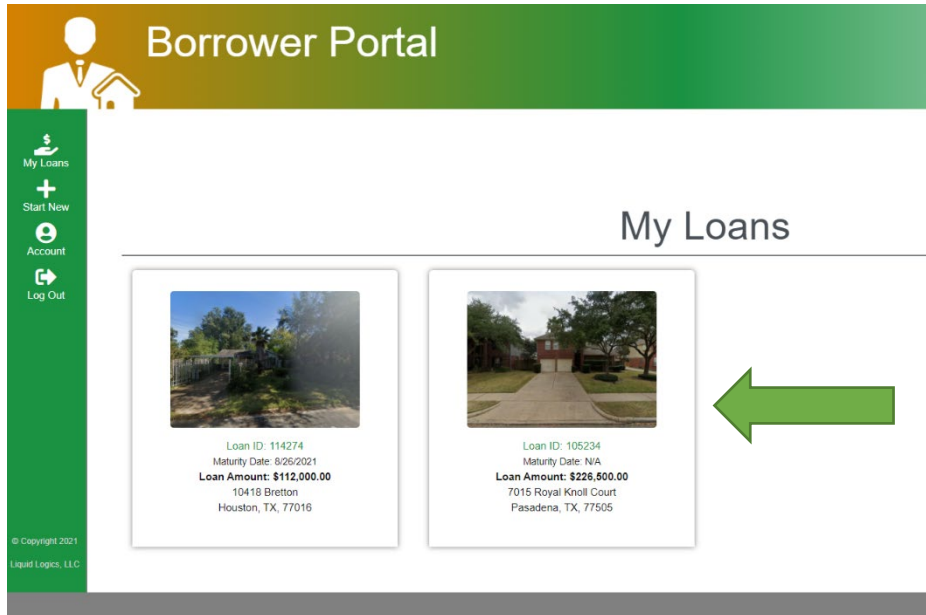 Borrower Portal
My Loans
Start New
Account
Log Out
My Loans
Loan ID: 114274
Maturity Date: 8/26/2021
Loan Amount: $112,000.00
10418 Bretton
Houston, TX, 77016
Loan ID: 105234
Maturity Date: N/A
Loan Amount: $226,500.00
7015 Royal Knoll Court
Pasadena, TX, 77505
© Copyright 2021
Liquid Logics, LLC